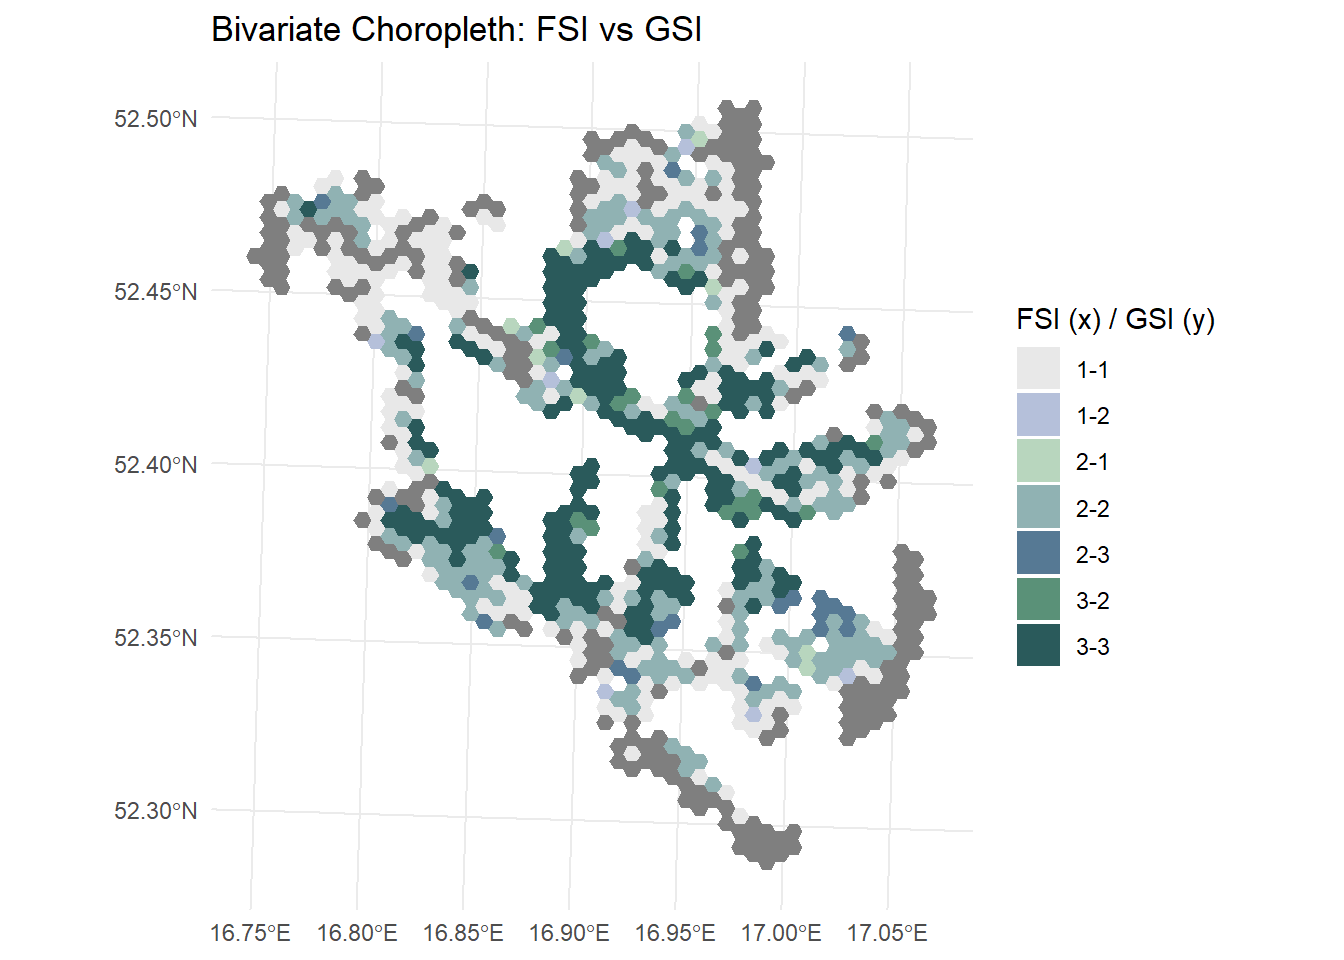 Bivariate Choropleth: FSI vs GSI
52.50°N
52.45°N
52.40°N
52.35°N
52.30°N
16.75°E
16.80°E
16.85°E
16.90°E
16.95°E
17.00°E
17.05°E
FSI (x) / GSI (y)
1-1
1-2
2-1
2-2
2-3
3-2
3-3